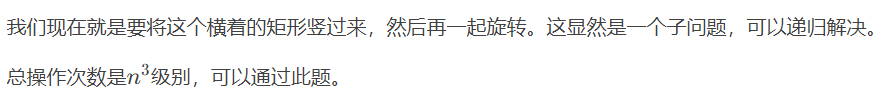 我们现在就是要将这个横着的矩形竖过来，然后再一起旋转。这显然是一个子问题，可以递归解决。
总操作次数是n³级别，可以通过此题。